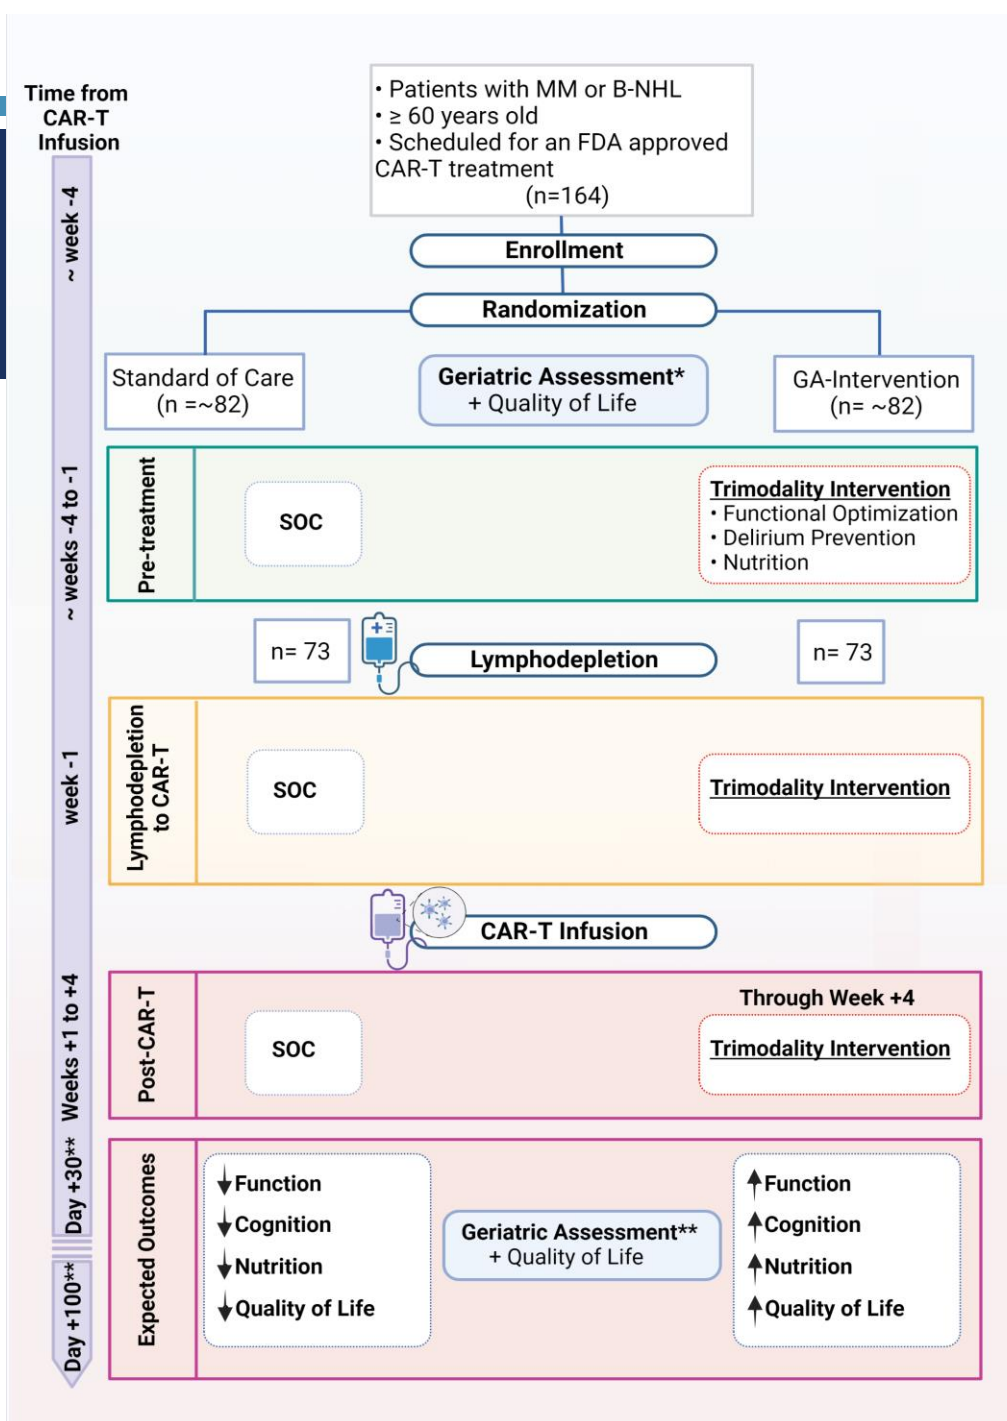 Time from
CAR-T
Infusion
• Patients with MM or B-NHL
• ≥ 60 years old
• Scheduled for an FDA approved
CAR-T treatment
(n=164)
~ week -4
Enrollment
Randomization
Standard of Care
(n =~82)
Geriatric Assessment*
+ Quality of Life
GA-Intervention
(n= ~82)
~ weeks -4 to -1
Pre-treatment
SOC
Trimodality Intervention
• Functional Optimization
• Delirium Prevention
• Nutrition
n= 73
Lymphodepletion
n= 73
week -1
Lymphodepletion
to CAR-T
SOC
Trimodality Intervention
CAR-T Infusion
Weeks +1 to +4
Post-CAR-T
SOC
Through Week +4
Trimodality Intervention
Day +30**
Day +100**
Expected Outcomes
↓Function
↓Cognition
↓Nutrition
↓Quality of Life
Geriatric Assessment**
+ Quality of Life
↑Function
↑Cognition
↑Nutrition
↑Quality of Life